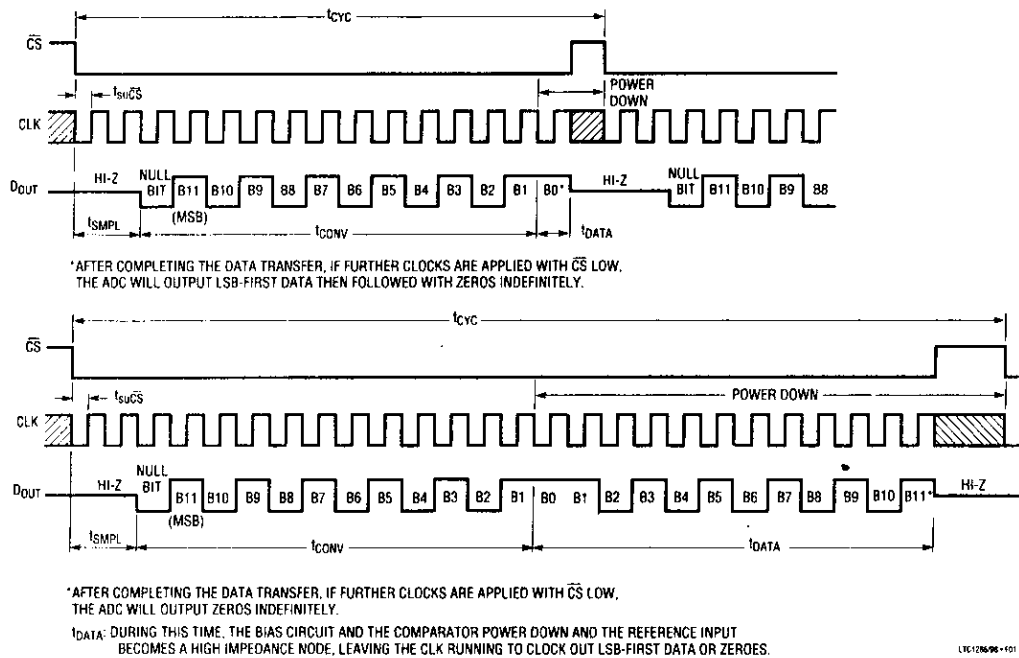 tCYC
CS
POWER
DOWN
tsuCS
CLK
HI-Z NULL BIT B11 B10 B9 B8 B7 B6 B5 B4 B3 B2 B1 B0* HI-Z NULL BIT B11 B10 B9 B8
DOUT
(MSB)
tSMPL tCONV tDATA
*AFTER COMPLETING THE DATA TRANSFER, IF FURTHER CLOCKS ARE APPLIED WITH CS LOW,
THE ADC WILL OUTPUT LSB-FIRST DATA THEN FOLLOWED WITH ZEROS INDEFINITELY.
tCYC
CS
POWER DOWN
tsuCS
CLK
HI-Z NULL BIT B11 B10 B9 B8 B7 B6 B5 B4 B3 B2 B1 B0 B1 B2 B3 B4 B5 B6 B7 B8 B9 B10 B11* HI-Z
DOUT
(MSB)
tSMPL tCONV tDATA
*AFTER COMPLETING THE DATA TRANSFER, IF FURTHER CLOCKS ARE APPLIED WITH CS LOW,
THE ADC WILL OUTPUT ZEROS INDEFINITELY.
tDATA: DURING THIS TIME, THE BIAS CIRCUIT AND THE COMPARATOR POWER DOWN AND THE REFERENCE INPUT
BECOMES A HIGH IMPEDANCE NODE, LEAVING THE CLK RUNNING TO CLOCK OUT LSB-FIRST DATA OR ZEROES.
LTC1286/98 • F01